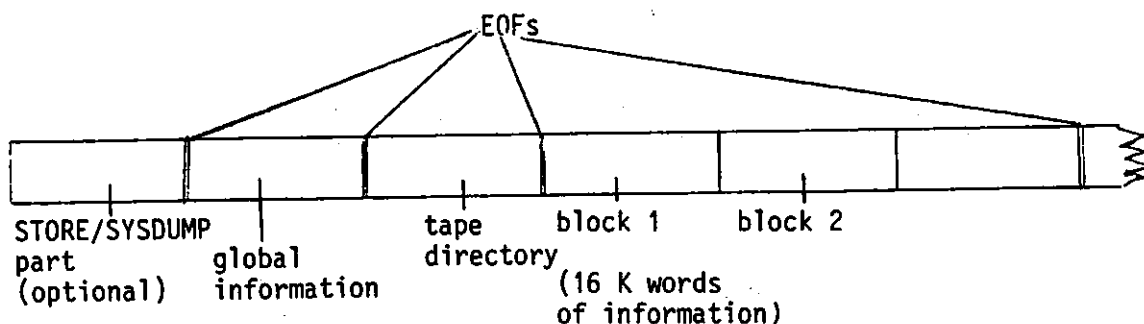 EOFs
STORE/SYSDUMP
part
(optional)
global
information
tape
directory
block 1
(16 K words
of information)
block 2